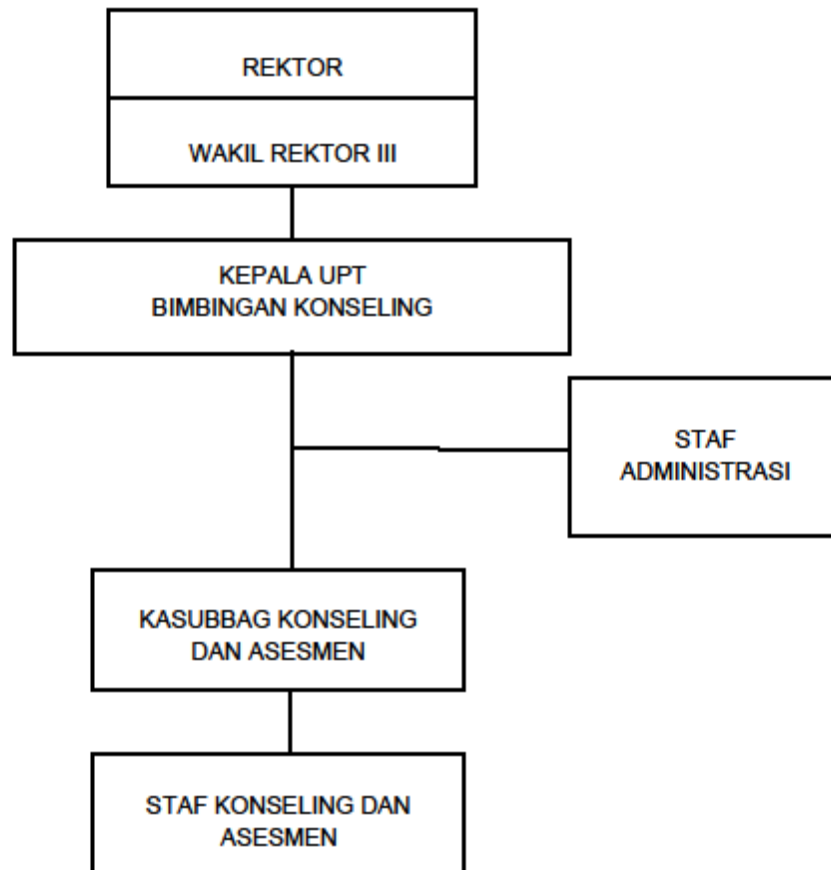 REKTOR
WAKIL REKTOR III
KEPALA UPT
BIMBINGAN KONSELING
STAF
ADMINISTRASI
KASUBBAG KONSELING
DAN ASESMEN
STAF KONSELING DAN
ASESMEN